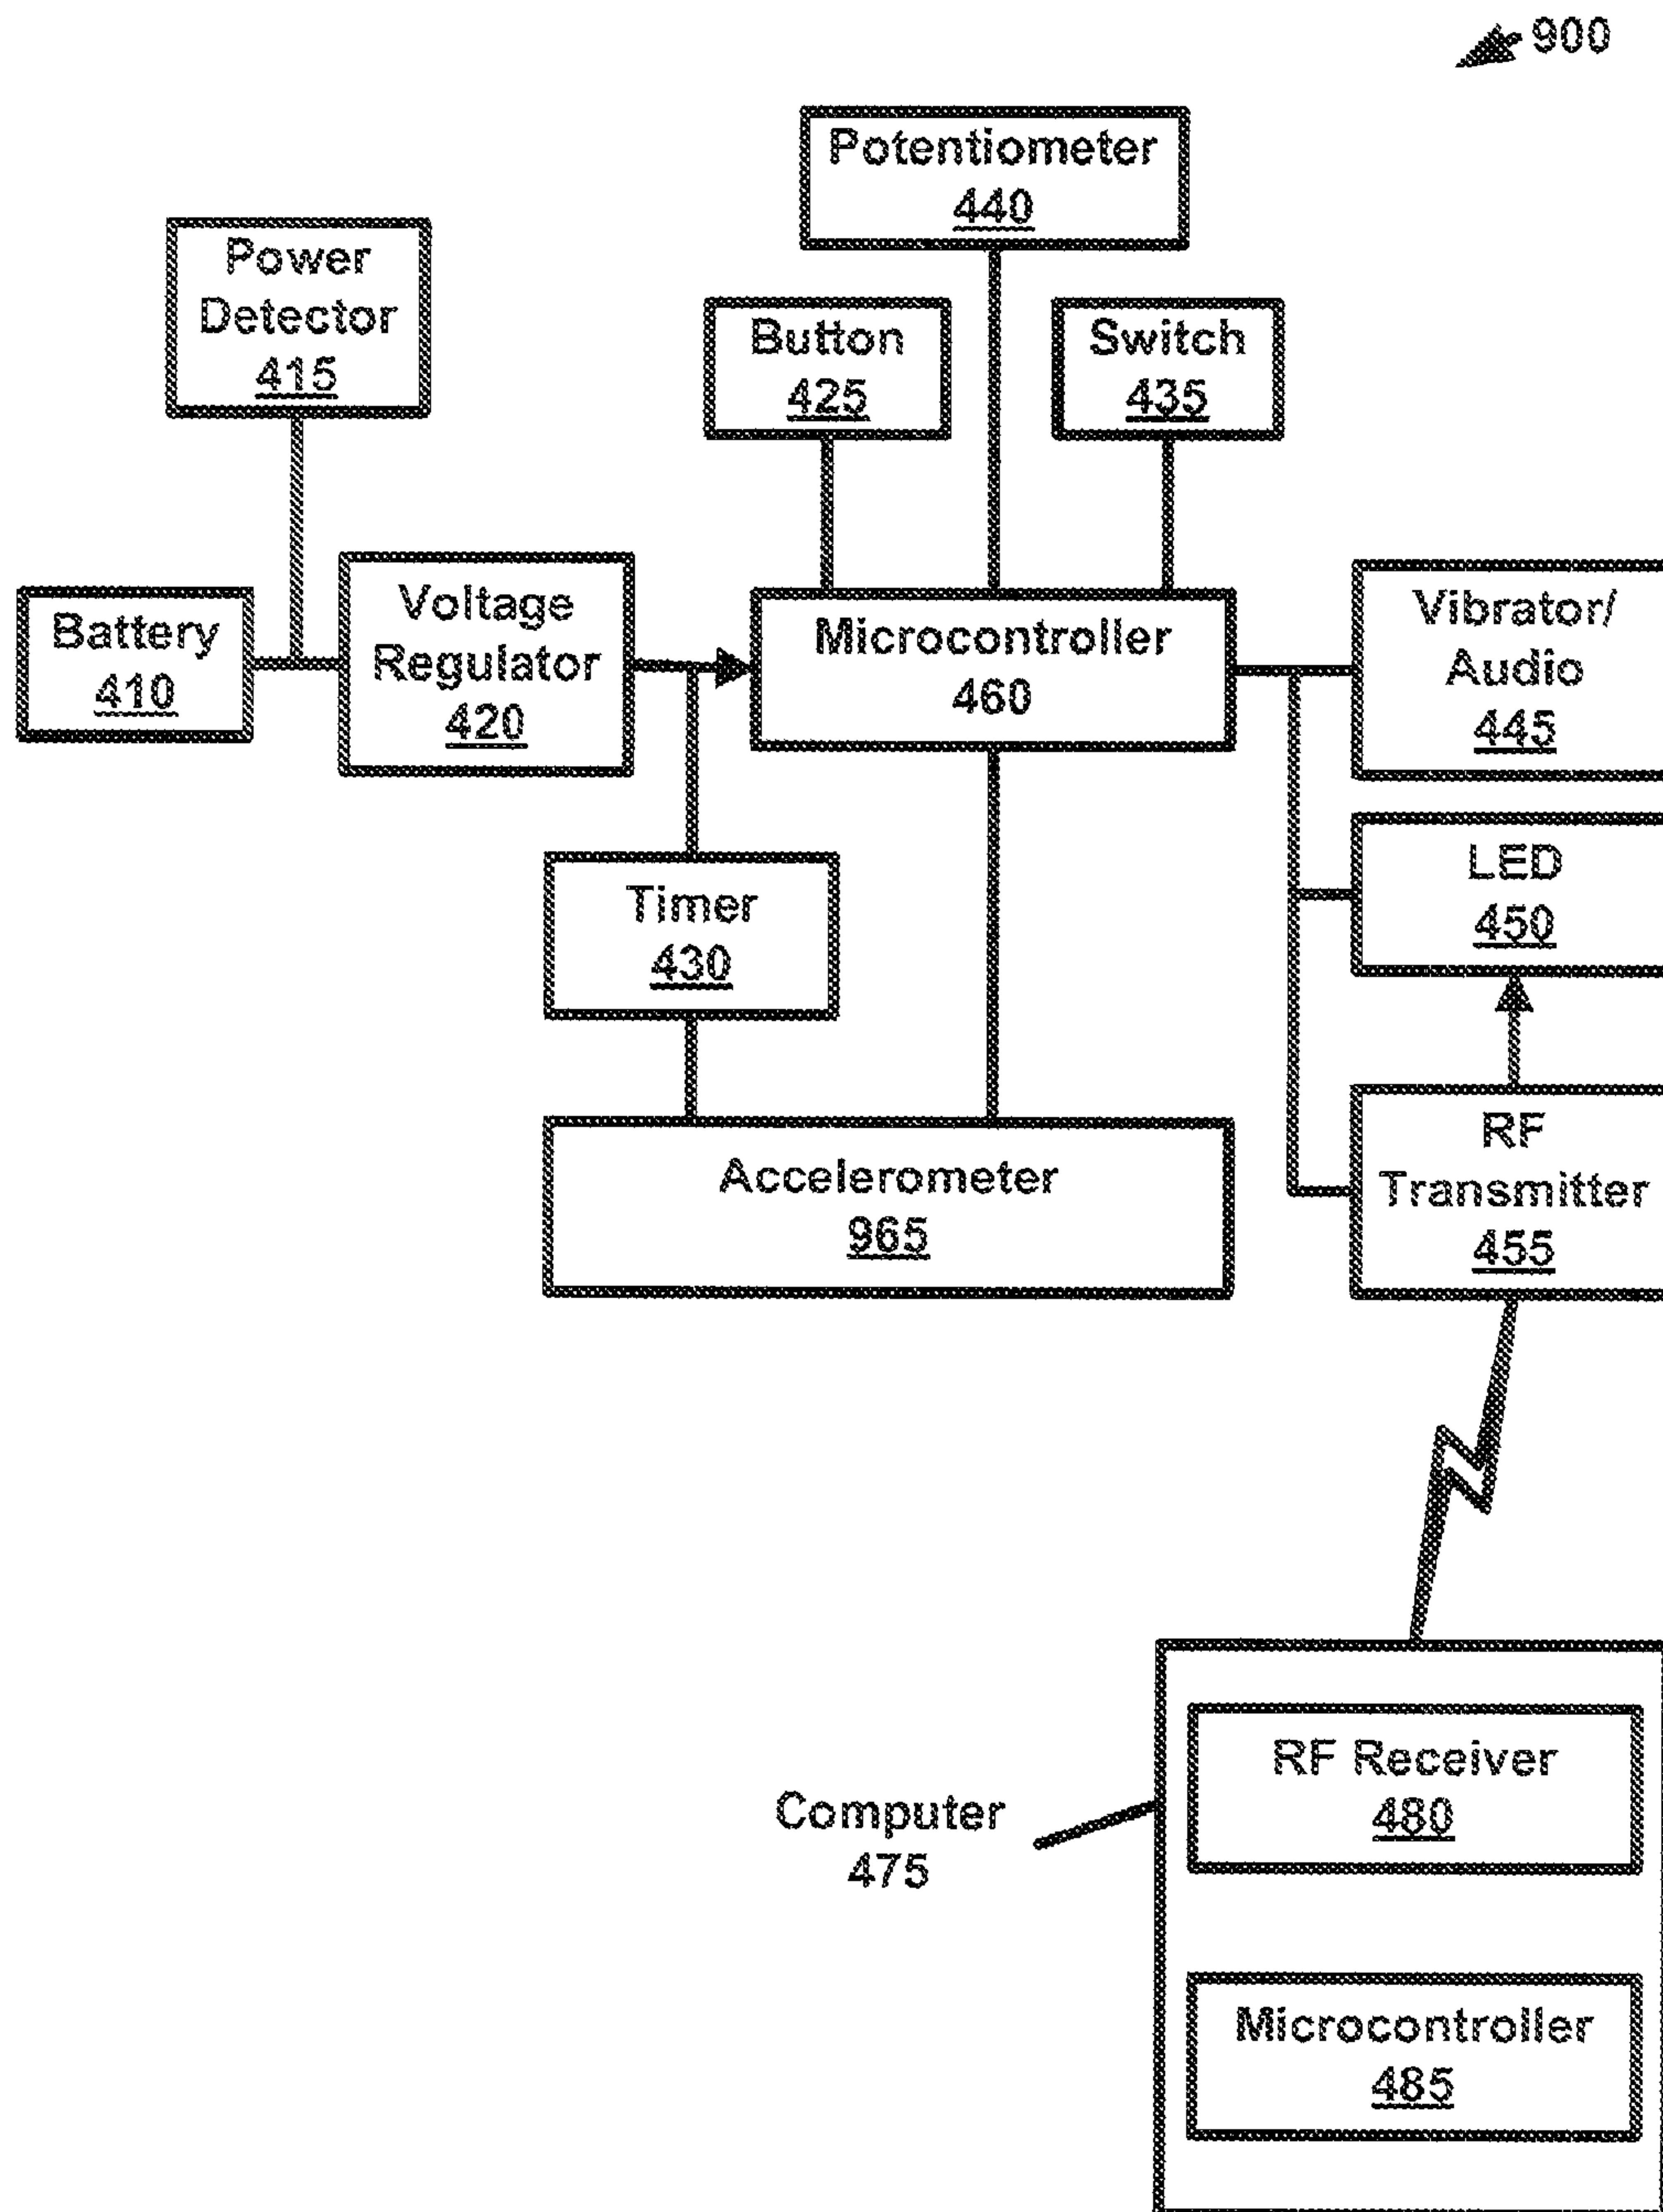 900
Potentiometer
440
Power
Detector
415
Button
425
Switch
435
Battery
410
Voltage
Regulator
420
Microcontroller
460
Vibrator/
Audio
445
LED
450
Timer
430
RF
Transmitter
455
Accelerometer
965
Computer
475
RF Receiver
480
Microcontroller
485